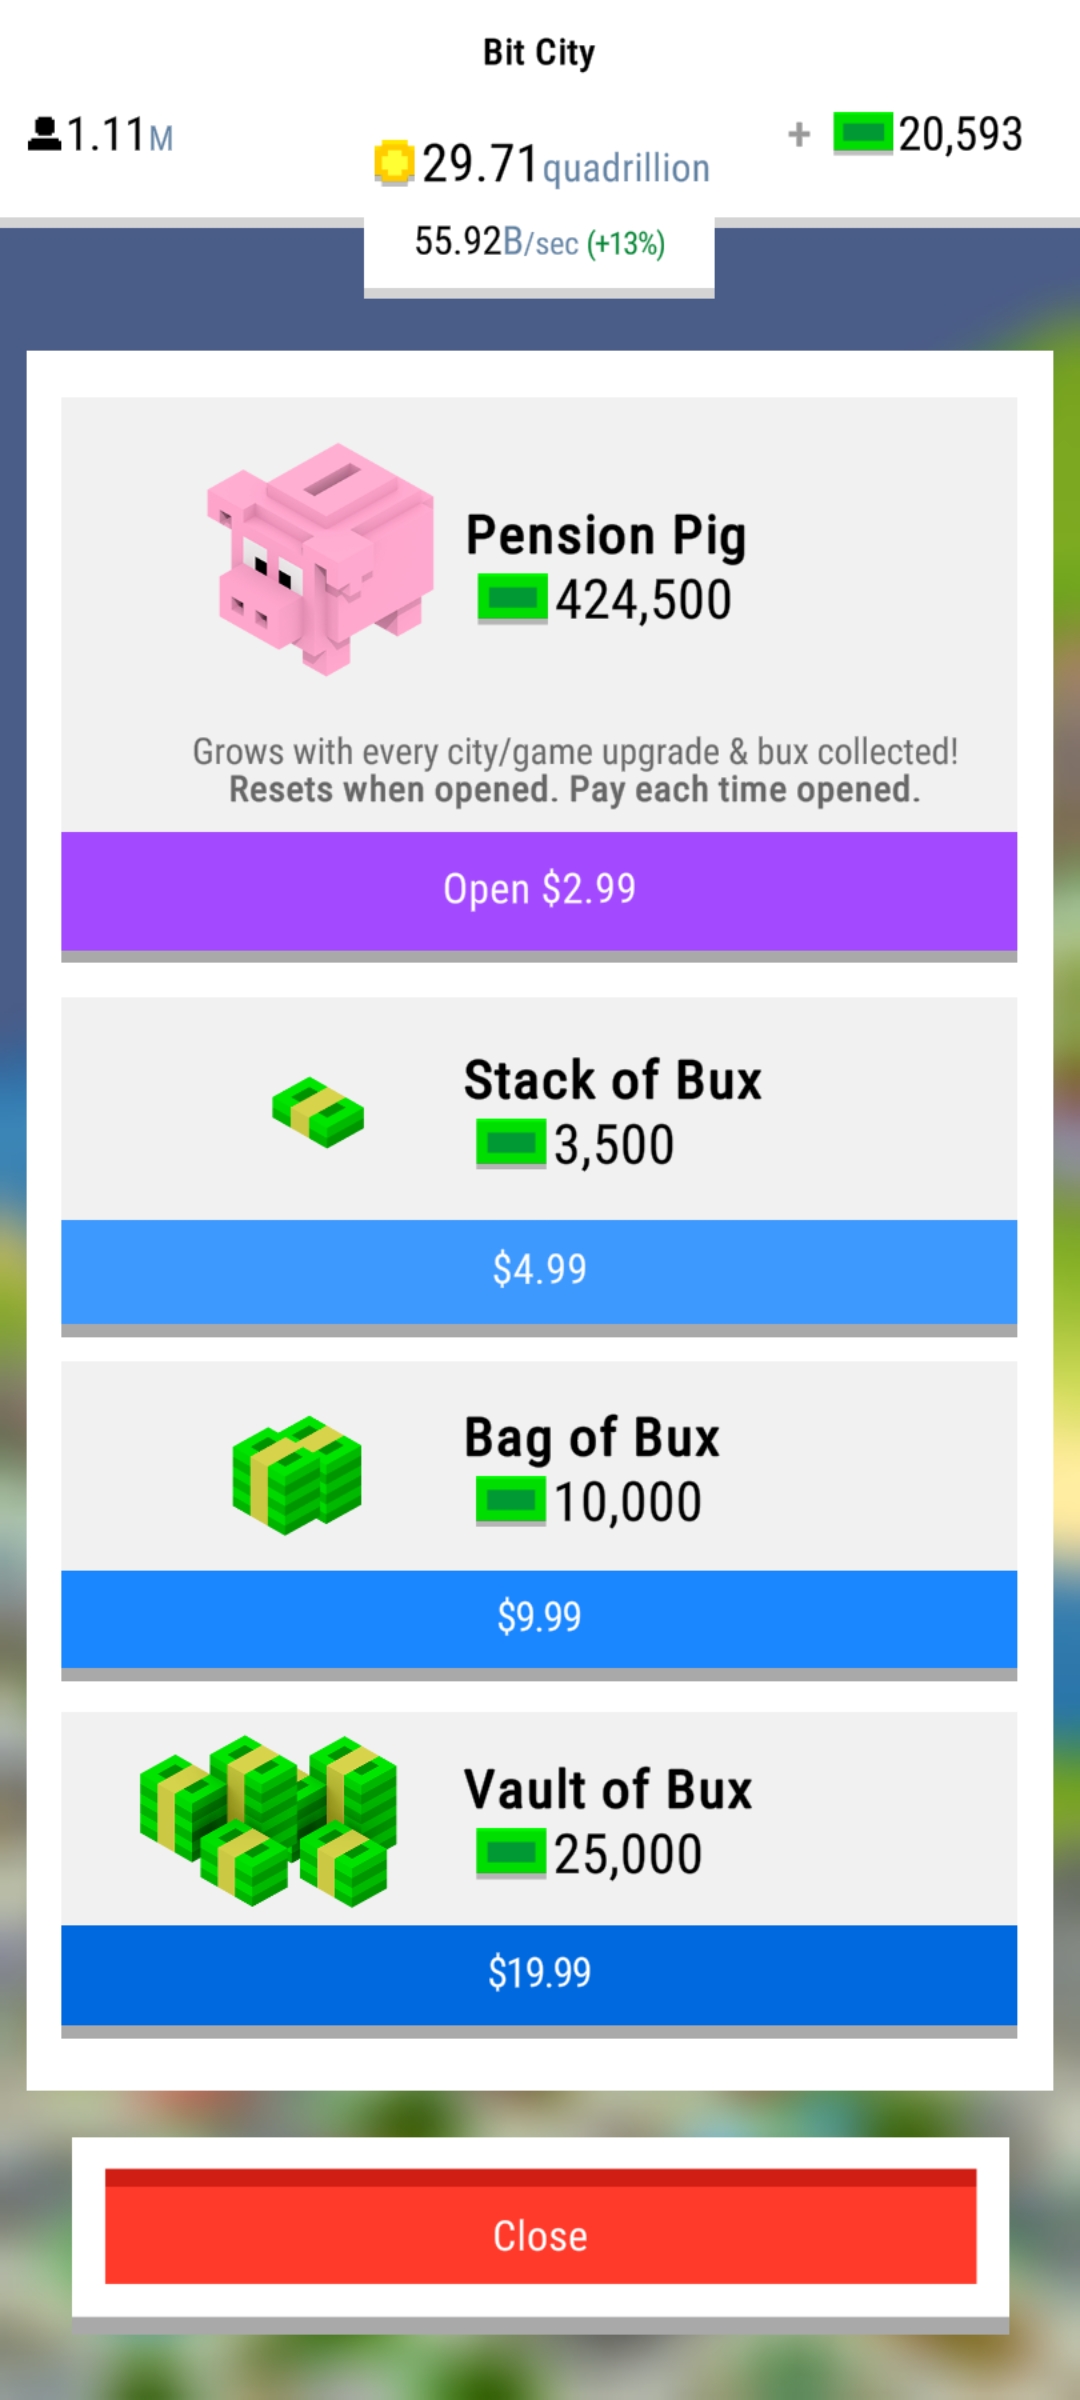 Bit City
1.11M
29.71quadrillion
+ 20,593
55.92B/sec (+13%)
Pension Pig
424,500
Grows with every city/game upgrade & bux collected!
Resets when opened. Pay each time opened.
Open $2.99
Stack of Bux
3,500
$4.99
Bag of Bux
10,000
$9.99
Vault of Bux
25,000
$19.99
Close